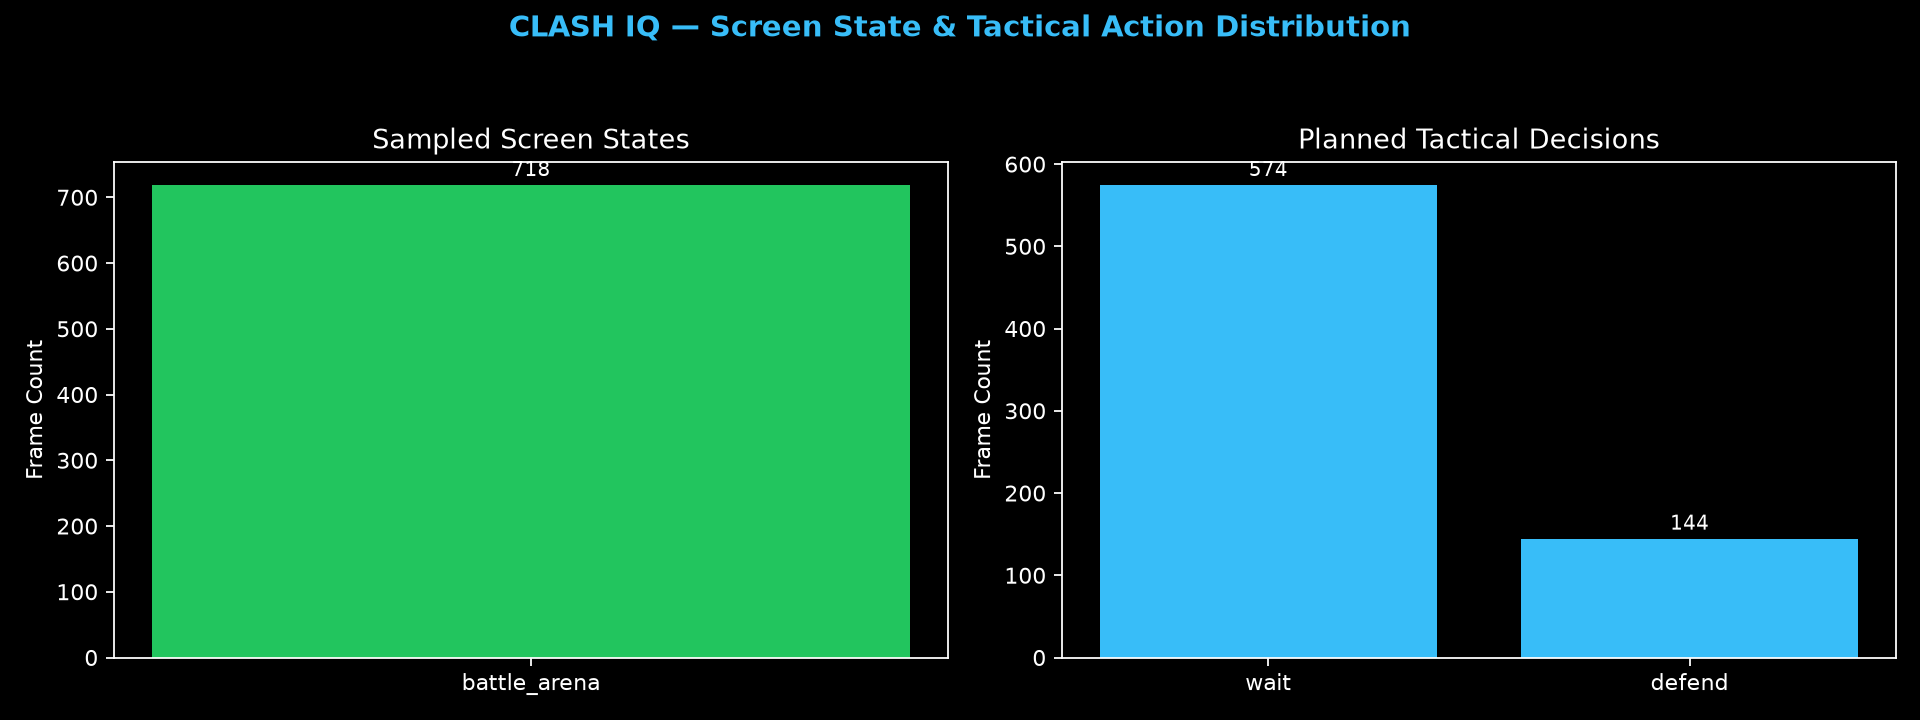 CLASH IQ — Screen State & Tactical Action Distribution
Sampled Screen States
718
700
600
500
400
300
200
100
0
Frame Count
battle_arena
Planned Tactical Decisions
574
144
600
500
400
300
200
100
0
Frame Count
wait
defend